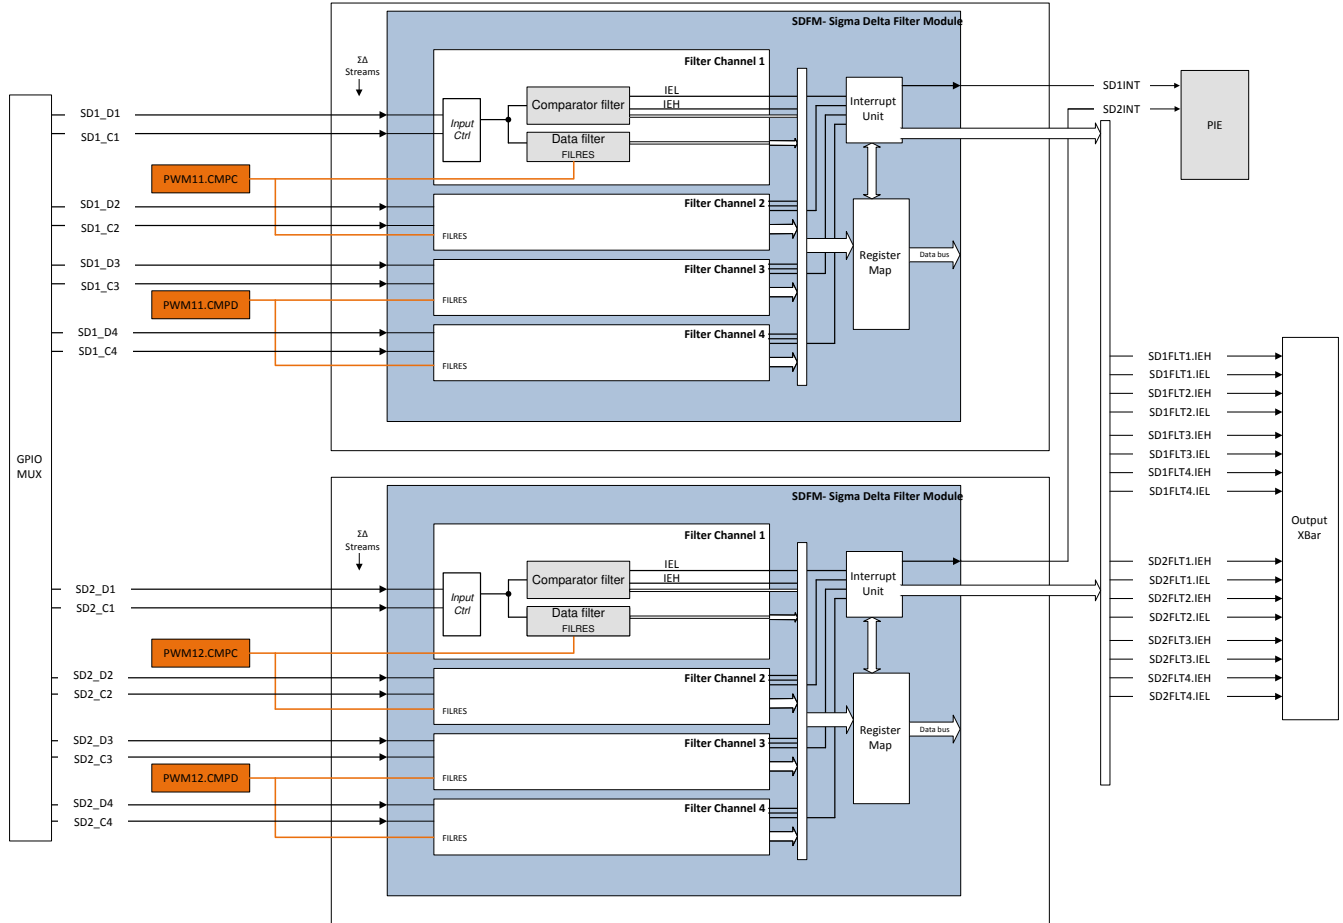 SDFM- Sigma Delta Filter Module
ΣΔ
Streams
Filter Channel 1
SD1_D1
SD1_C1
Input
Ctrl
Comparator filter
IEL
IEH
Data filter
FILRES
Interrupt
Unit
SD1INT
SD2INT
PIE
PWM11.CMPC
SD1_D2
SD1_C2
Filter Channel 2
FILRES
SD1_D3
SD1_C3
Filter Channel 3
FILRES
PWM11.CMPD
Register
Map
Data bus
SD1_D4
SD1_C4
Filter Channel 4
FILRES
GPIO
MUX
SD1FLT1.IEH
SD1FLT1.IEL
SD1FLT2.IEH
SD1FLT2.IEL
SD1FLT3.IEH
SD1FLT3.IEL
SD1FLT4.IEH
SD1FLT4.IEL
Output
XBar
SDFM- Sigma Delta Filter Module
ΣΔ
Streams
Filter Channel 1
SD2_D1
SD2_C1
Input
Ctrl
Comparator filter
IEL
IEH
Data filter
FILRES
Interrupt
Unit
SD2FLT1.IEH
SD2FLT1.IEL
SD2FLT2.IEH
SD2FLT2.IEL
SD2FLT3.IEH
SD2FLT3.IEL
SD2FLT4.IEH
SD2FLT4.IEL
PWM12.CMPC
SD2_D2
SD2_C2
Filter Channel 2
FILRES
SD2_D3
SD2_C3
Filter Channel 3
FILRES
PWM12.CMPD
Register
Map
Data bus
SD2_D4
SD2_C4
Filter Channel 4
FILRES